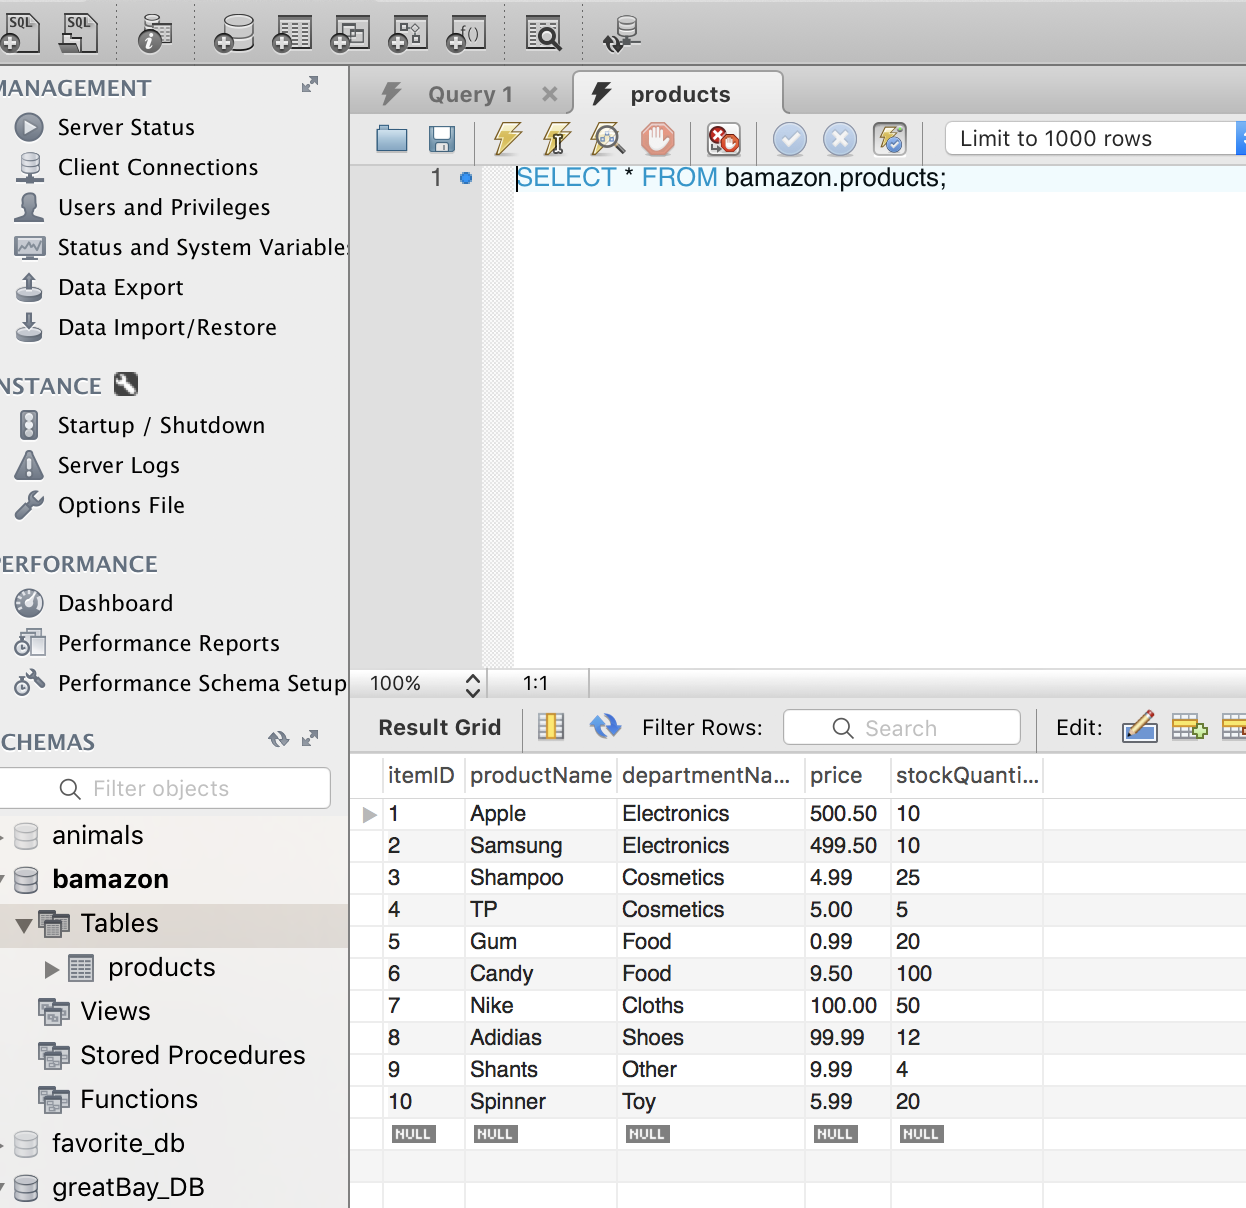 SQL
SQL
MANAGEMENT
Server Status
Client Connections
Users and Privileges
Status and System Variable
Data Export
Data Import/Restore
NSTANCE
Startup / Shutdown
Server Logs
Options File
PERFORMANCE
Dashboard
Performance Reports
Performance Schema Setup
CHEMAS
Filter objects
animals
bamazon
Tables
products
Views
Stored Procedures
Functions
favorite_db
greatBay_DB
Query 1
products
Limit to 1000 rows
1 SELECT * FROM bamazon.products;
100% 1:1
Result Grid Filter Rows: Search Edit:
itemID productName departmentNa... price stockQuanti...
1 Apple Electronics 500.50 10
2 Samsung Electronics 499.50 10
3 Shampoo Cosmetics 4.99 25
4 TP Cosmetics 5.00 5
5 Gum Food 0.99 20
6 Candy Food 9.50 100
7 Nike Cloths 100.00 50
8 Adidias Shoes 99.99 12
9 Shants Other 9.99 4
10 Spinner Toy 5.99 20
NULL NULL NULL NULL NULL